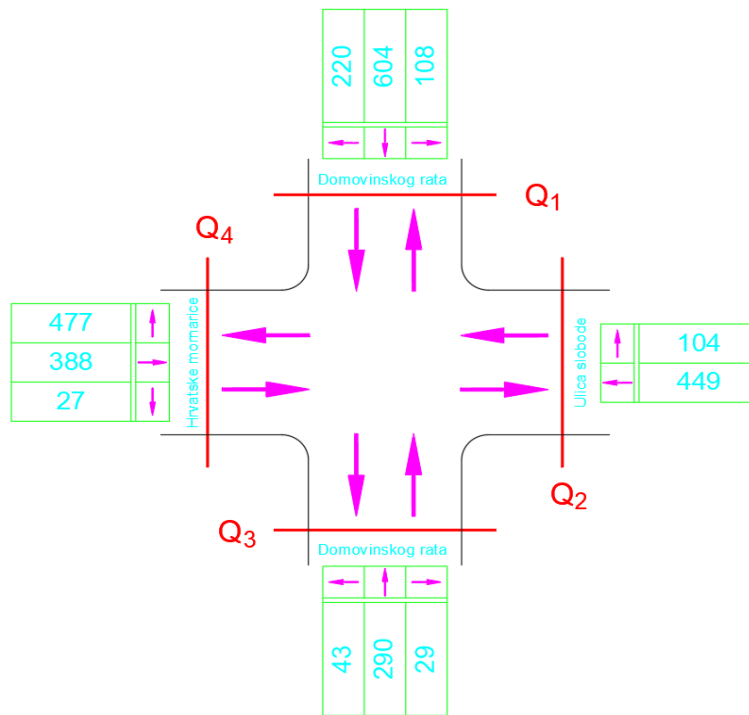 220 604 108
Domovinskog rata
Q1
Q4
477
388
27
Hrvatske mornarice
Ulica slobode
104
449
Q2
Q3
Domovinskog rata
43 290 29